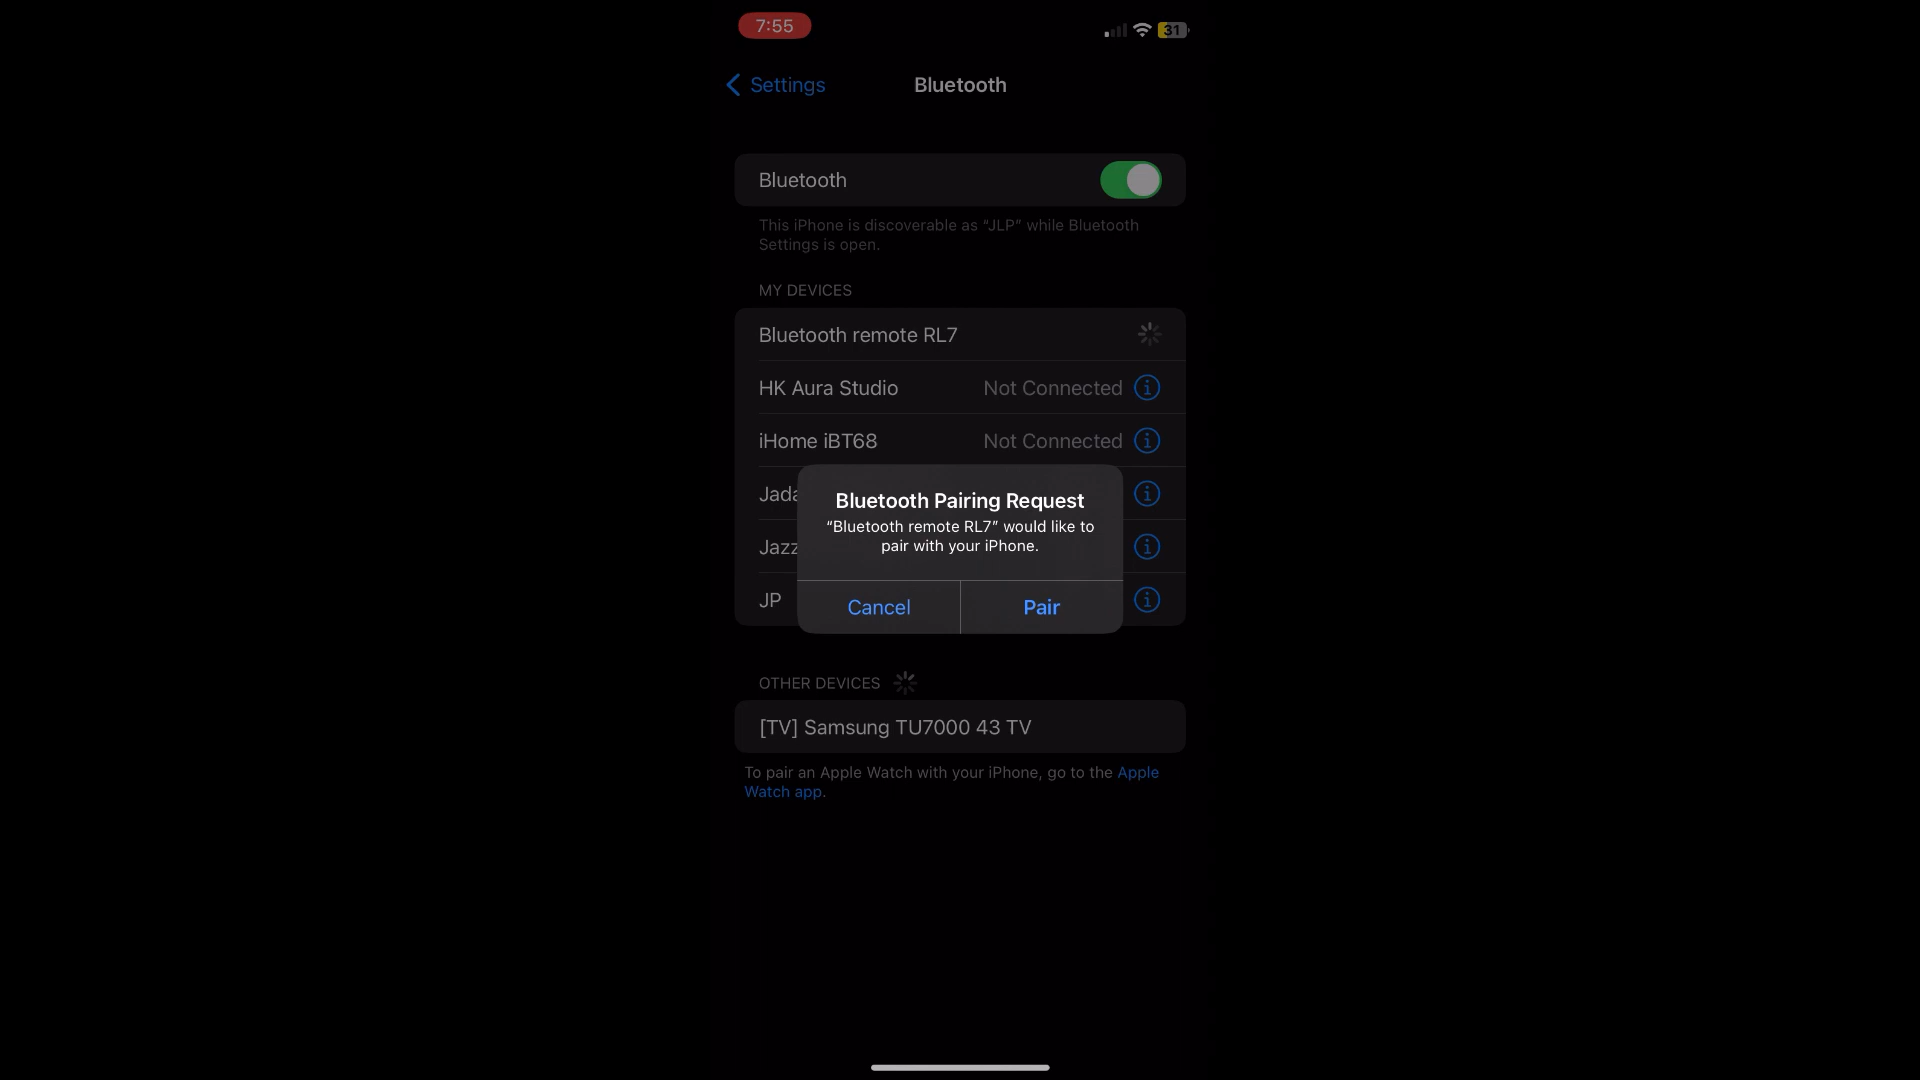 7:55
31
Settings
Bluetooth
Bluetooth
This iPhone is discoverable as “JLP” while Bluetooth
Settings is open.
MY DEVICES
Bluetooth remote RL7
HK Aura Studio Not Connected
iHome iBT68 Not Connected
Jada
Jazz
JP
Bluetooth Pairing Request
“Bluetooth remote RL7” would like to
pair with your iPhone.
Cancel
Pair
OTHER DEVICES
[TV] Samsung TU7000 43 TV
To pair an Apple Watch with your iPhone, go to the Apple
Watch app.